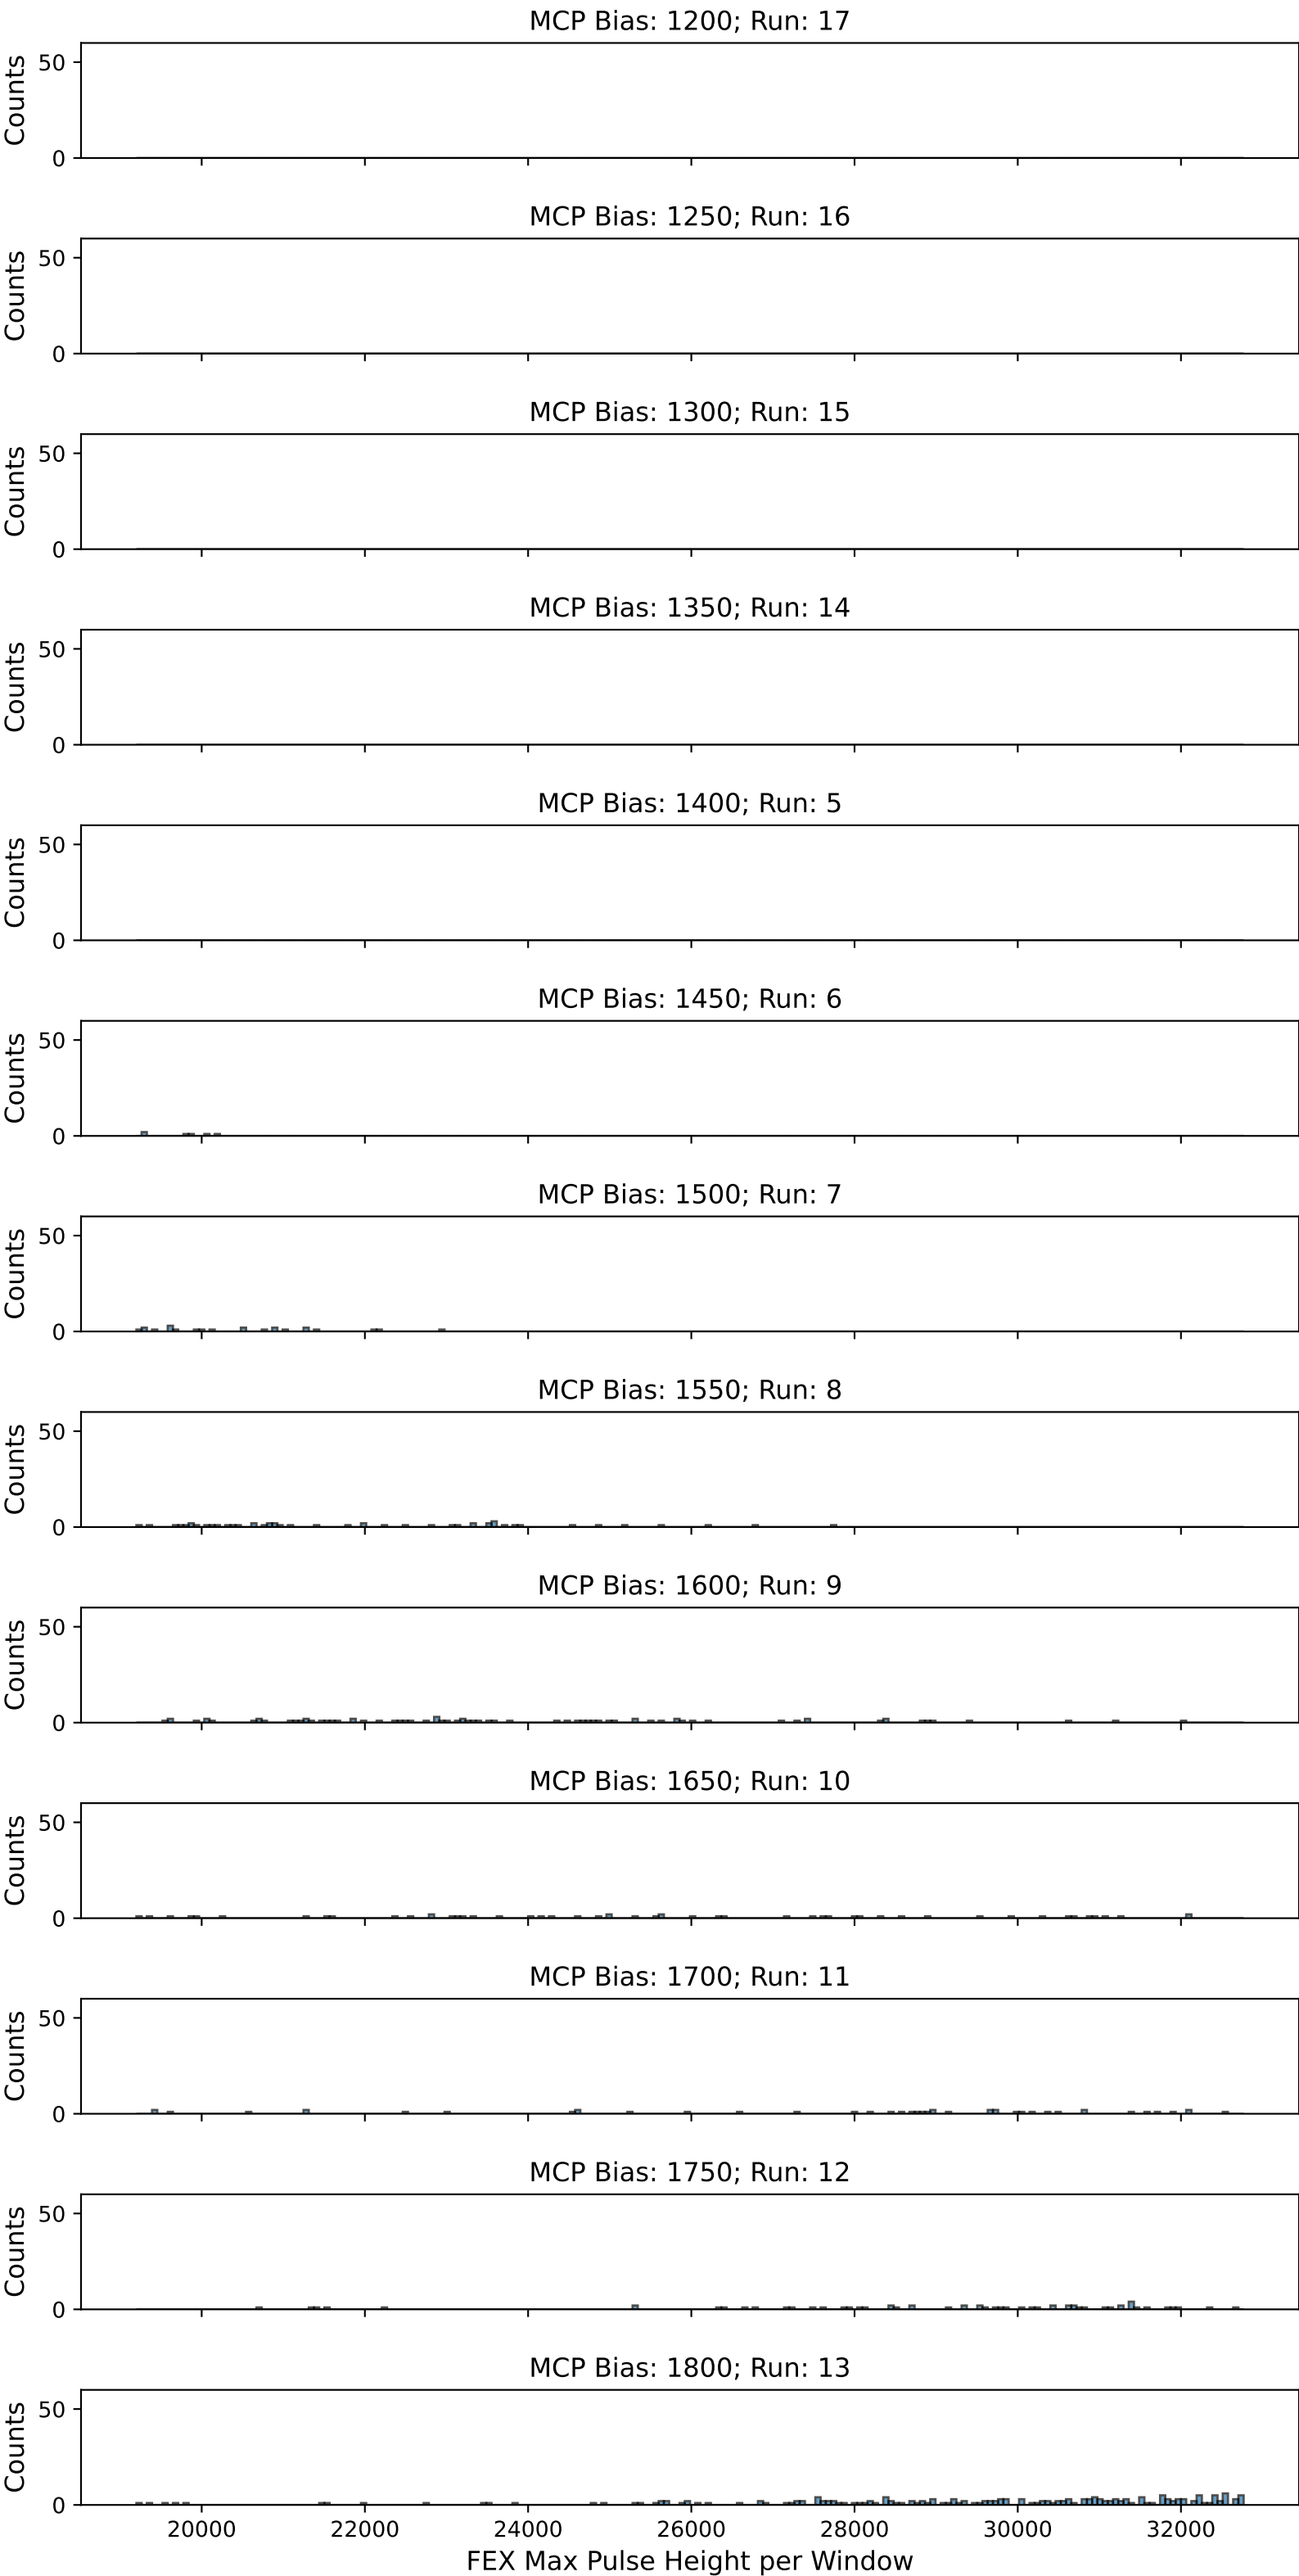 MCP Bias: 1200; Run: 17
Counts
50
0
MCP Bias: 1250; Run: 16
Counts
50
0
MCP Bias: 1300; Run: 15
Counts
50
0
MCP Bias: 1350; Run: 14
Counts
50
0
MCP Bias: 1400; Run: 5
Counts
50
0
MCP Bias: 1450; Run: 6
Counts
50
0
MCP Bias: 1500; Run: 7
Counts
50
0
MCP Bias: 1550; Run: 8
Counts
50
0
MCP Bias: 1600; Run: 9
Counts
50
0
MCP Bias: 1650; Run: 10
Counts
50
0
MCP Bias: 1700; Run: 11
Counts
50
0
MCP Bias: 1750; Run: 12
Counts
50
0
MCP Bias: 1800; Run: 13
Counts
50
0
20000 22000 24000 26000 28000 30000 32000
FEX Max Pulse Height per Window